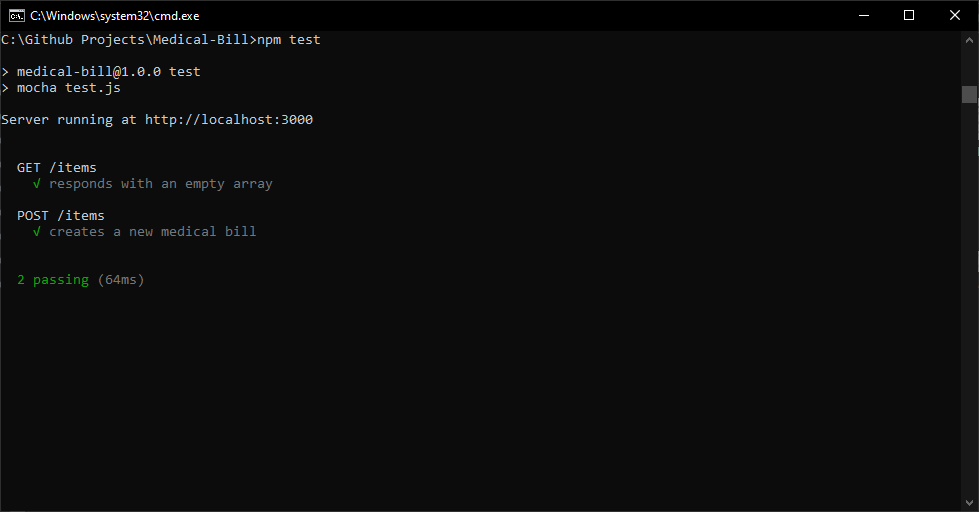 C:\Windows\system32\cmd.exe
C:\Github Projects\Medical-Bill>npm test
> medical-bill@1.0.0 test
> mocha test.js
Server running at http://localhost:3000
GET /items
√ responds with an empty array
POST /items
√ creates a new medical bill
2 passing (64ms)